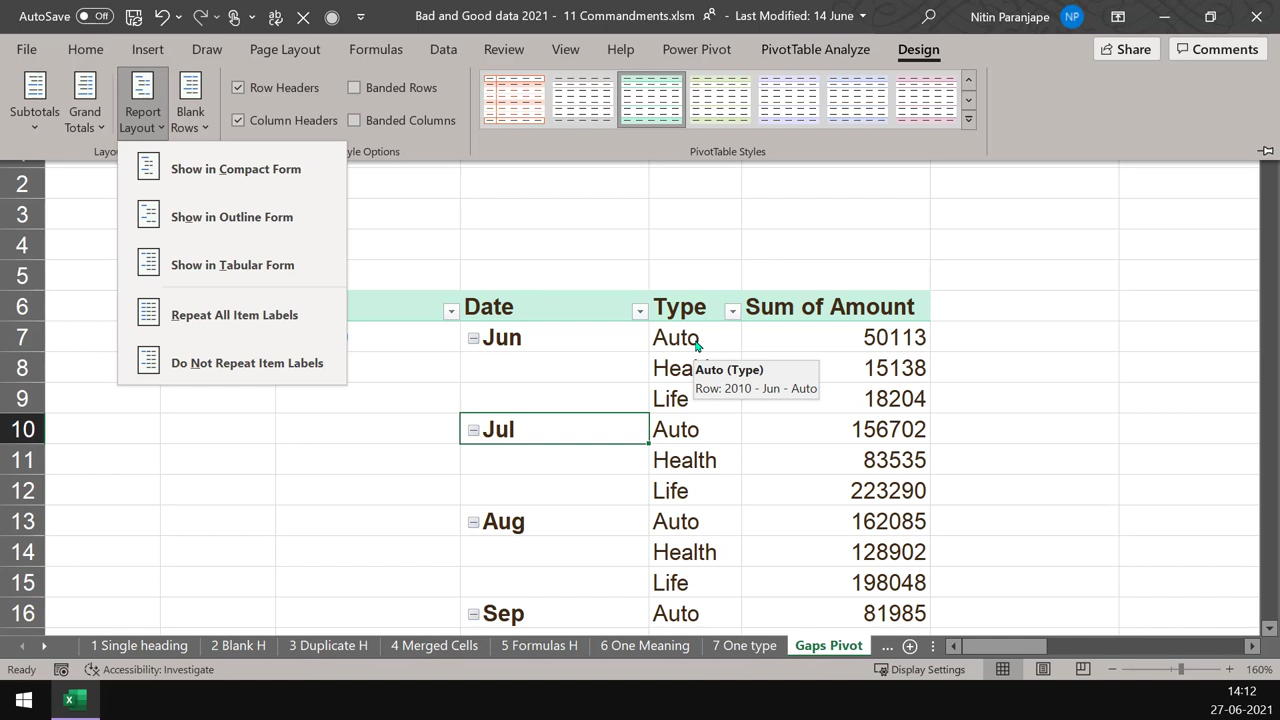 AutoSave Off Bad and Good data 2021 - 11 Commandments.xlsm Last Modified: 14 June Nitin Paranjape NP
File Home Insert Draw Page Layout Formulas Data Review View Help Power Pivot PivotTable Analyze Design Share Comments
Subtotals
Grand Totals
Report Layout
Blank Rows
Row Headers Banded Rows
Column Headers Banded Columns
PivotTable Styles
Show in Compact Form
Show in Outline Form
Show in Tabular Form
Repeat All Item Labels
Do Not Repeat Item Labels
2
3
4
5
6 Date Type Sum of Amount
7 Jun Auto 50113
8 15138
9 Life 18204
10 Jul Auto 156702
11 Health 83535
12 Life 223290
13 Aug Auto 162085
14 Health 128902
15 Life 198048
16 Sep Auto 81985
Auto (Type)
Row: 2010 - Jun - Auto
1 Single heading 2 Blank H 3 Duplicate H 4 Merged Cells 5 Formulas H 6 One Meaning 7 One type Gaps Pivot ...
Ready Accessibility: Investigate Display Settings 160%
14:12
27-06-2021